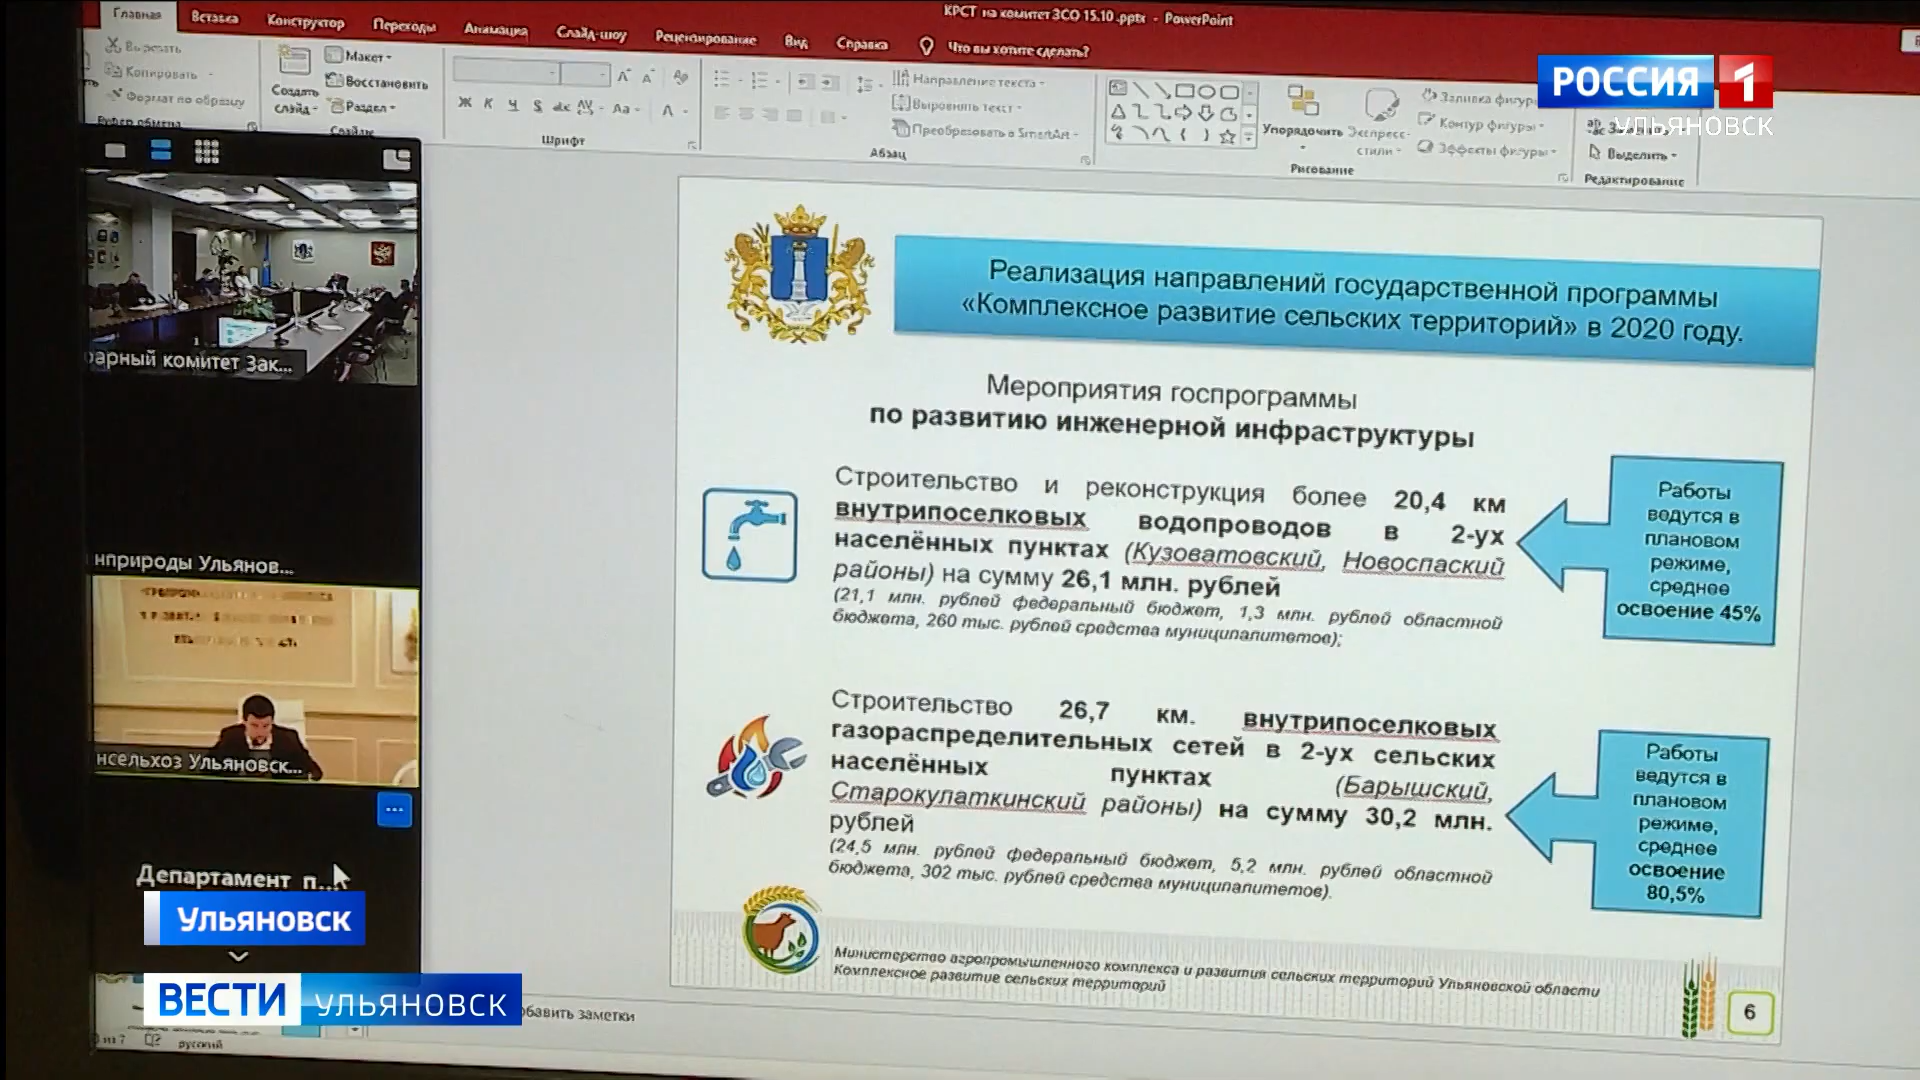 КРСТ на комитет ЗСО 15.10 .pptx - PowerPoint
Главная Вставка Конструктор Переходы Анимация Слайд-шоу Рецензирование Вид Справка Что вы хотите сделать?
РОССИЯ 1
УЛЬЯНОВСК
Вырезать
Копировать
Формат по образцу
Буфер обмена
Создать
слайд
Макет
Восстановить
Раздел
Слайды
Шрифт
Направление текста
Выровнять текст
Преобразовать в SmartArt
Абзац
Упорядочить
Экспресс-
стили
Заливка фигуры
Контур фигуры
Эффекты фигуры
Рисование
Выделить
Редактирование
рарный комитет Зак...
нприроды Ульянов...
нсельхоз Ульяновск...
Департамент п...
Реализация направлений государственной программы
«Комплексное развитие сельских территорий» в 2020 году.
Мероприятия госпрограммы
по развитию инженерной инфраструктуры
Строительство и реконструкция более 20,4 км
внутрипоселковых водопроводов в 2-ух
населённых пунктах (Кузоватовский, Новоспаский
районы) на сумму 26,1 млн. рублей
(21,1 млн. рублей федеральный бюджет, 1,3 млн. рублей областной
бюджета, 260 тыс. рублей средства муниципалитетов);
Работы
ведутся в
плановом
режиме,
среднее
освоение 45%
Строительство 26,7 км. внутрипоселковых
газораспределительных сетей в 2-ух сельских
населённых пунктах (Барышский,
Старокулаткинский районы) на сумму 30,2 млн.
рублей
(24,5 млн. рублей федеральный бюджет, 5,2 млн. рублей областной
бюджета, 302 тыс. рублей средства муниципалитетов).
Работы
ведутся в
плановом
режиме,
среднее
освоение
80,5%
Министерство агропромышленного комплекса и развития сельских территорий Ульяновской области
Комплексное развитие сельских территорий
6
Ульяновск
ВЕСТИ УЛЬЯНОВСК
обавить заметки
из 7 русский